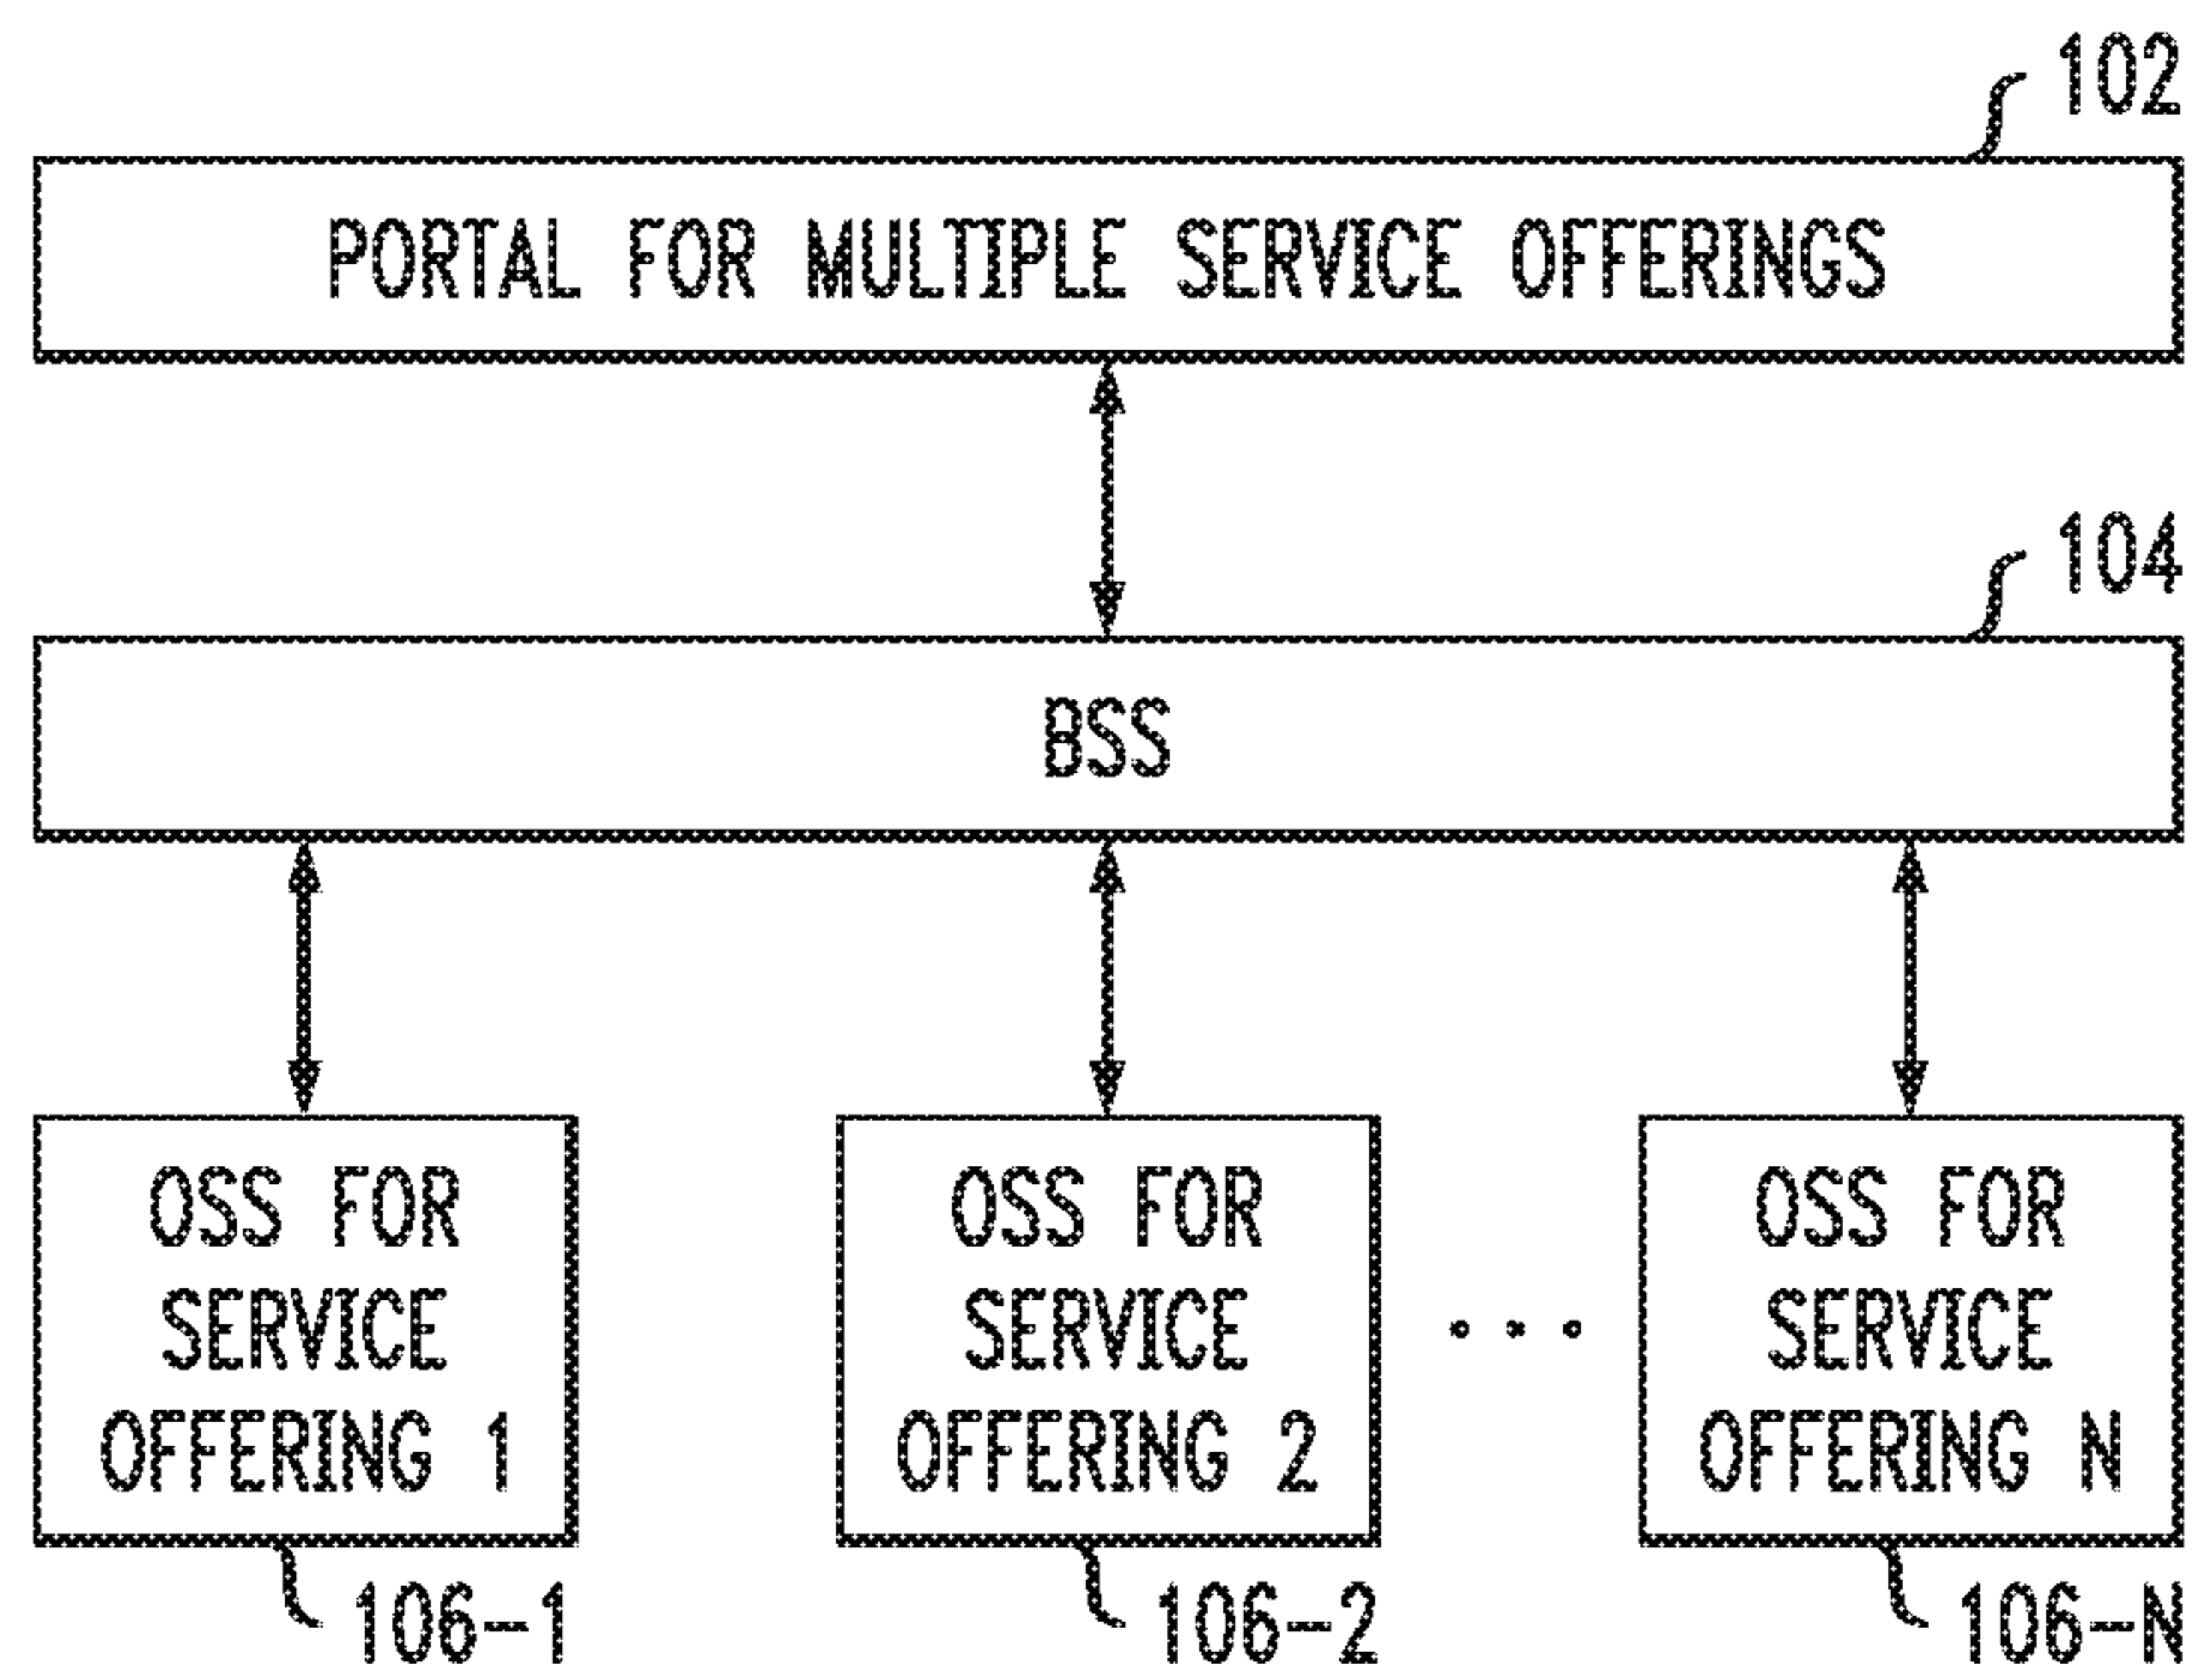 102
PORTAL FOR MULTIPLE SERVICE OFFERINGS
104
BSS
OSS FOR
SERVICE
OFFERING 1
OSS FOR
SERVICE
OFFERING 2
. . .
OSS FOR
SERVICE
OFFERING N
106-1
106-2
106-N